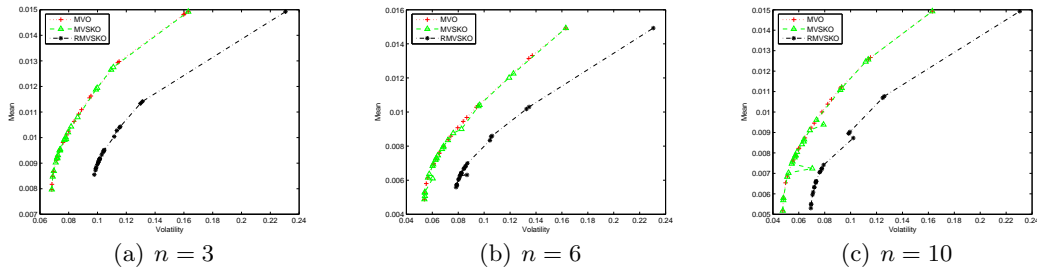 0.015
0.014
0.013
0.012
0.011
0.01
0.009
0.008
0.007
Mean
MVO
MVSKO
RMVSKO
0.06 0.08 0.1 0.12 0.14 0.16 0.18 0.2 0.22 0.24
Volatility
(a) n = 3
0.016
0.014
0.012
0.01
0.008
0.006
0.004
Mean
MVO
MVSKO
RMVSKO
0.04 0.06 0.08 0.1 0.12 0.14 0.16 0.18 0.2 0.22 0.24
Volatility
(b) n = 6
0.015
0.014
0.013
0.012
0.011
0.01
0.009
0.008
0.007
0.006
0.005
Mean
MVO
MVSKO
RMVSKO
0.04 0.06 0.08 0.1 0.12 0.14 0.16 0.18 0.2 0.22 0.24
Volatility
(c) n = 10